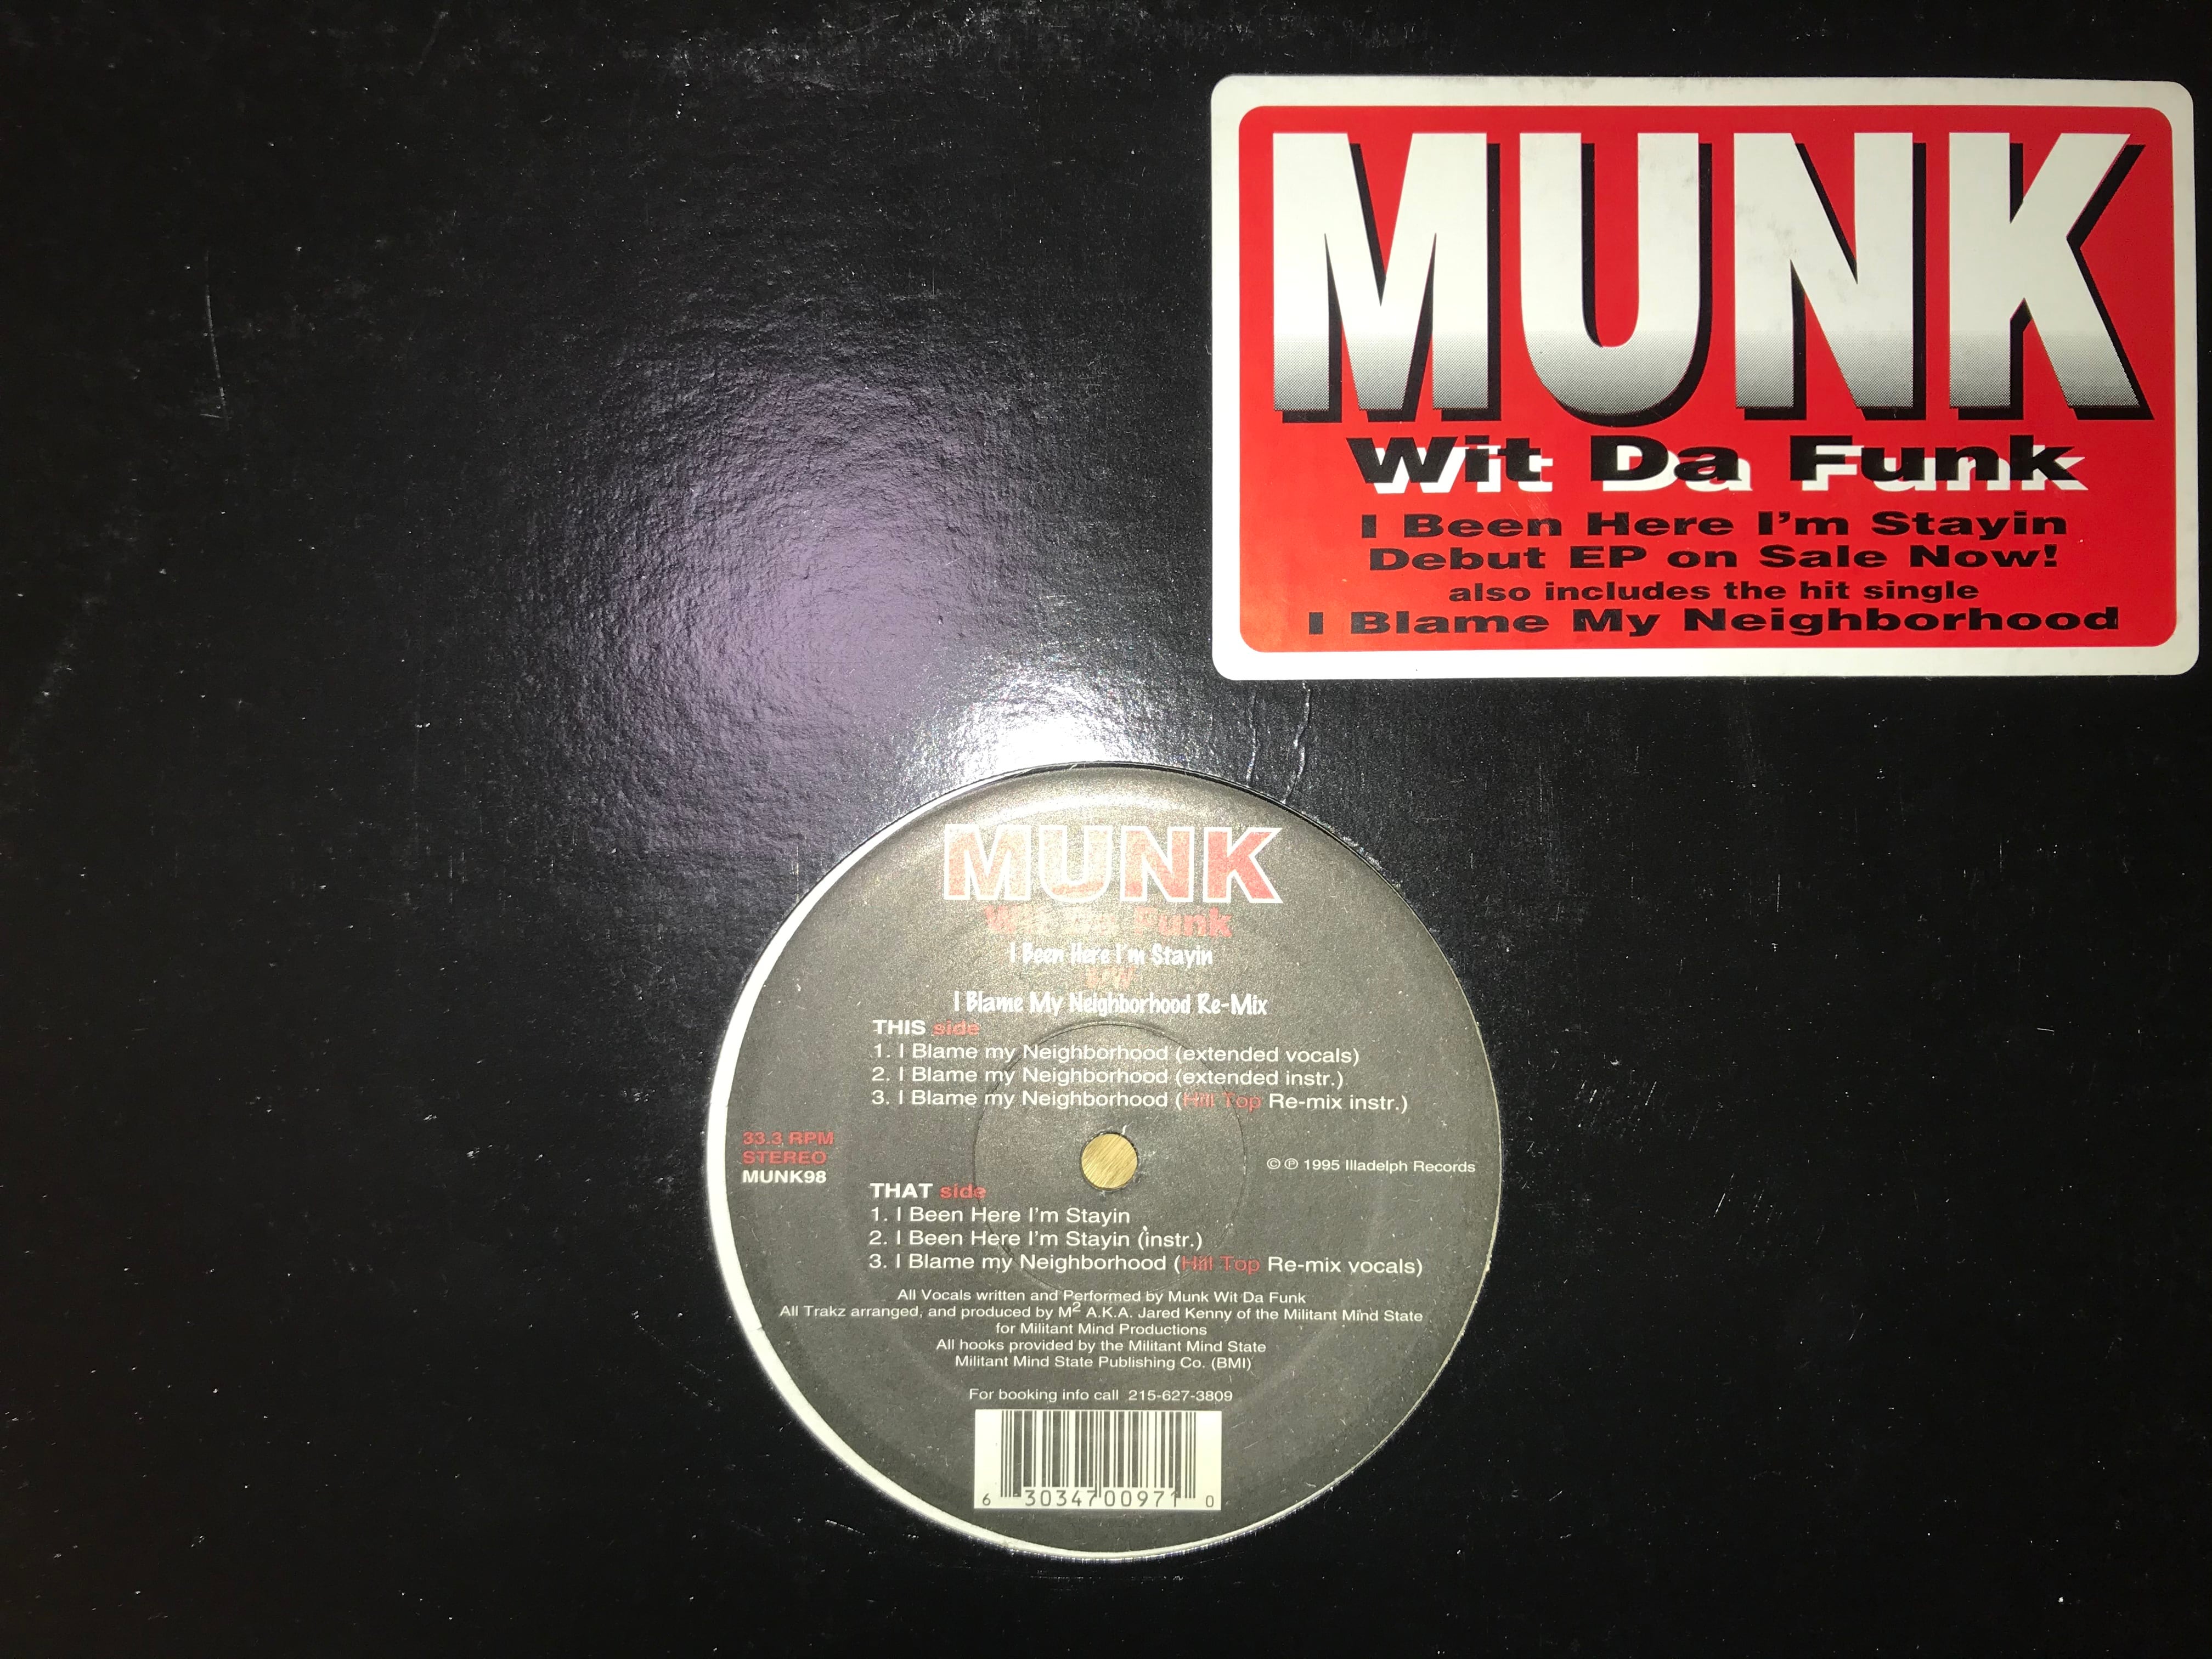 MUNK
Wit Da Funk
I Been Here I'm Stayin
Debut EP on Sale Now!
also includes the hit single
I Blame My Neighborhood
MUNK
Wit Da Funk
I Been Here I'm Stayin
b/w
I Blame My Neighborhood Re-Mix
THIS side
1. I Blame my Neighborhood (extended vocals)
2. I Blame my Neighborhood (extended instr.)
3. I Blame my Neighborhood (Hill Top Re-mix instr.)
33.3 RPM
STEREO
MUNK98
© ℗ 1995 Illadelph Records
THAT side
1. I Been Here I'm Stayin
2. I Been Here I'm Stayin (instr.)
3. I Blame my Neighborhood (Hill Top Re-mix vocals)
All Vocals written and Performed by Munk Wit Da Funk
All Trakz arranged, and produced by M² A.K.A. Jared Kenny of the Militant Mind State
for Militant Mind Productions
All hooks provided by the Militant Mind State
Militant Mind State Publishing Co. (BMI)
For booking info call 215-627-3809
6 30347 00971 0